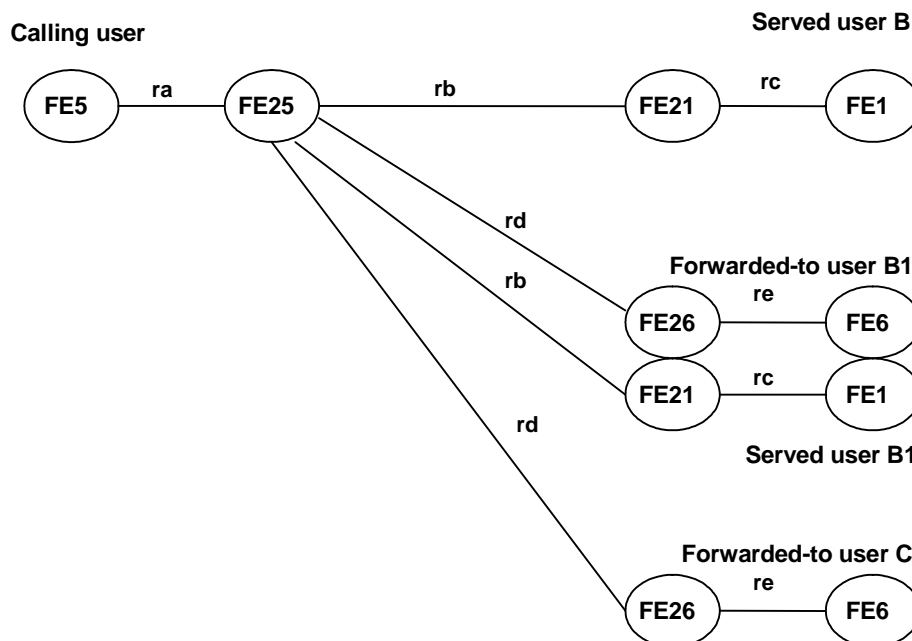 Served user B
Calling user
FE5
ra
FE25
rb
FE21
rc
FE1
rd
Forwarded-to user B1
rb
re
FE26
FE6
rc
FE21
FE1
rd
Served user B1
Forwarded-to user C
re
FE26
FE6